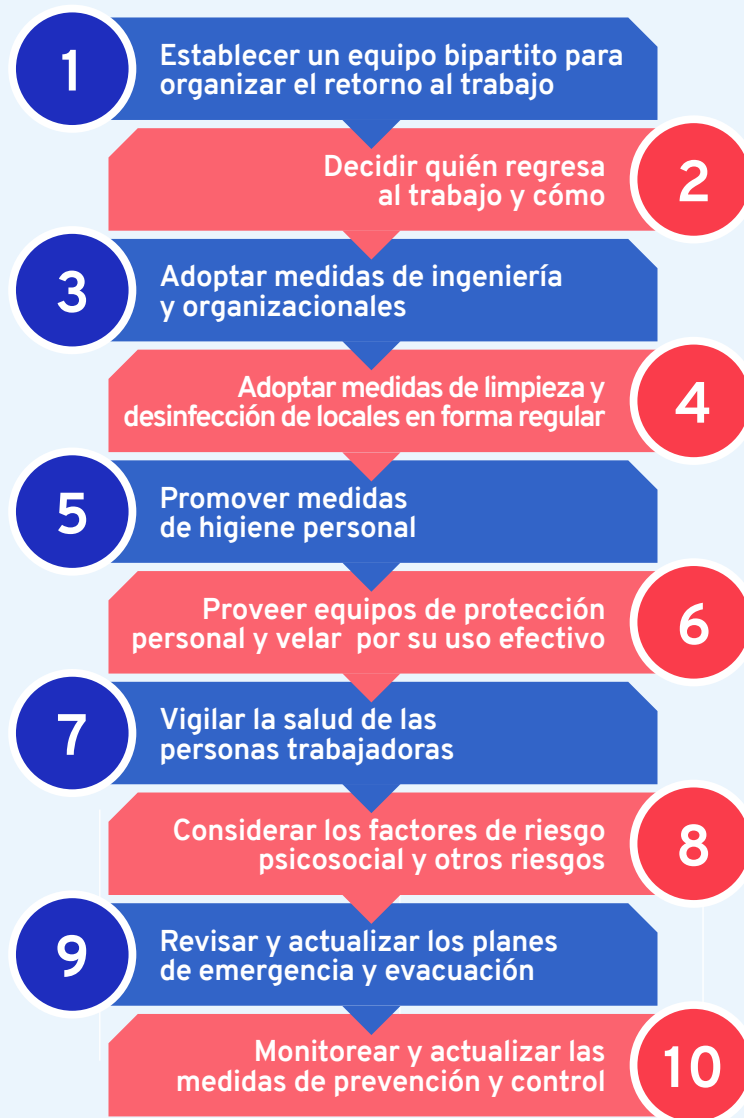 1
Establecer un equipo bipartito para
organizar el retorno al trabajo
Decidir quién regresa
al trabajo y cómo
2
3
Adoptar medidas de ingeniería
y organizacionales
Adoptar medidas de limpieza y
desinfección de locales en forma regular
4
5
Promover medidas
de higiene personal
Proveer equipos de protección
personal y velar por su uso efectivo
6
7
Vigilar la salud de las
personas trabajadoras
Considerar los factores de riesgo
psicosocial y otros riesgos
8
9
Revisar y actualizar los planes
de emergencia y evacuación
Monitorear y actualizar las
medidas de prevención y control
10